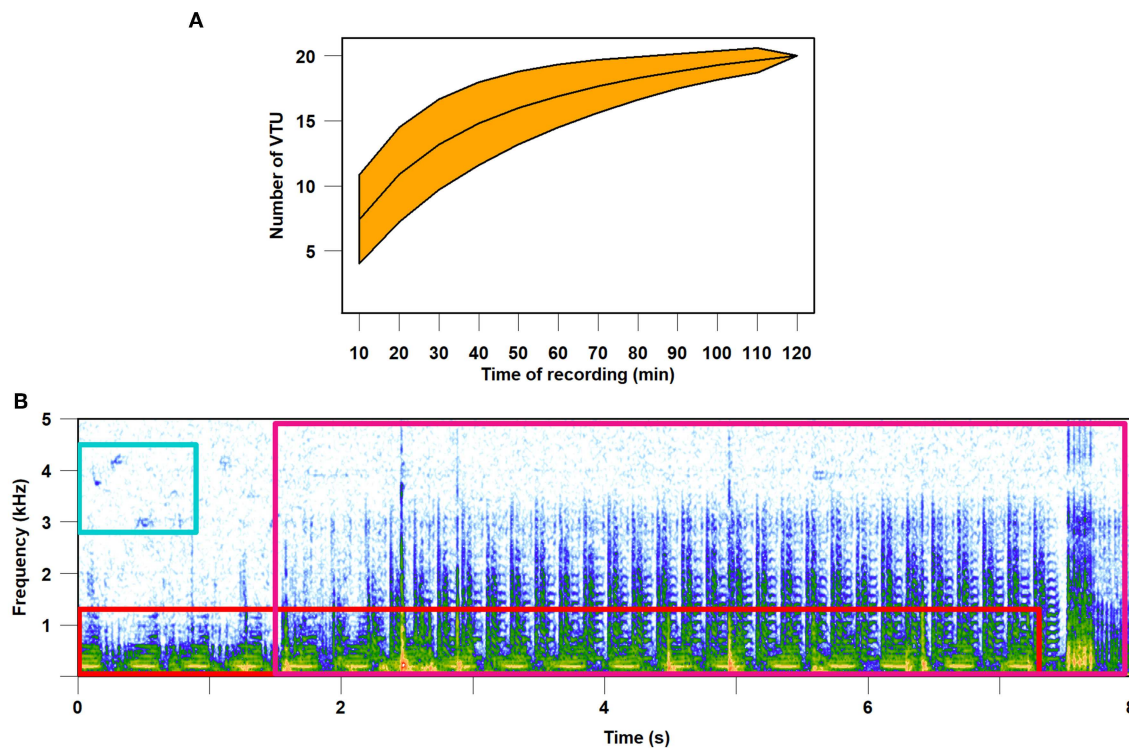 A
Number of VTU
20
15
10
5
10 20 30 40 50 60 70 80 90 100 110 120
Time of recording (min)
B
Frequency (kHz)
5
4
3
2
1
0 2 4 6 8
Time (s)